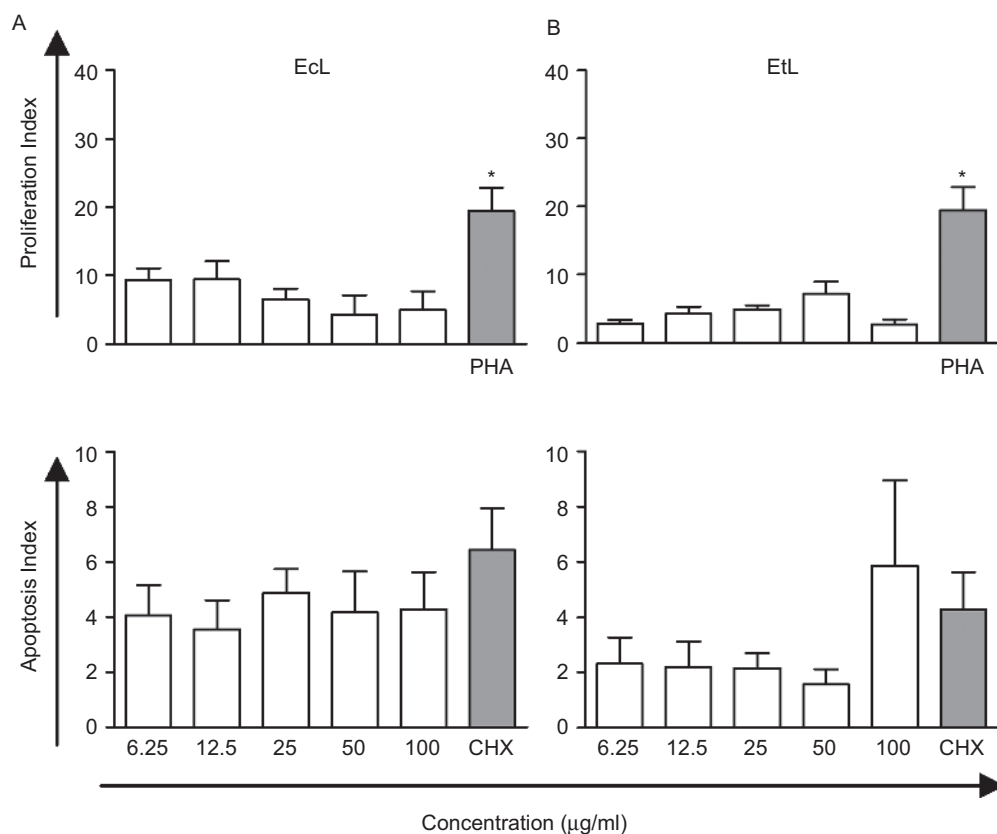 A
B
EcL
EtL
Proliferation Index
40
30
20
10
0
*
PHA
40
30
20
10
0
*
PHA
Apoptosis Index
10
8
6
4
2
0
6.25 12.5 25 50 100 CHX
10
8
6
4
2
0
6.25 12.5 25 50 100 CHX
Concentration (μg/ml)